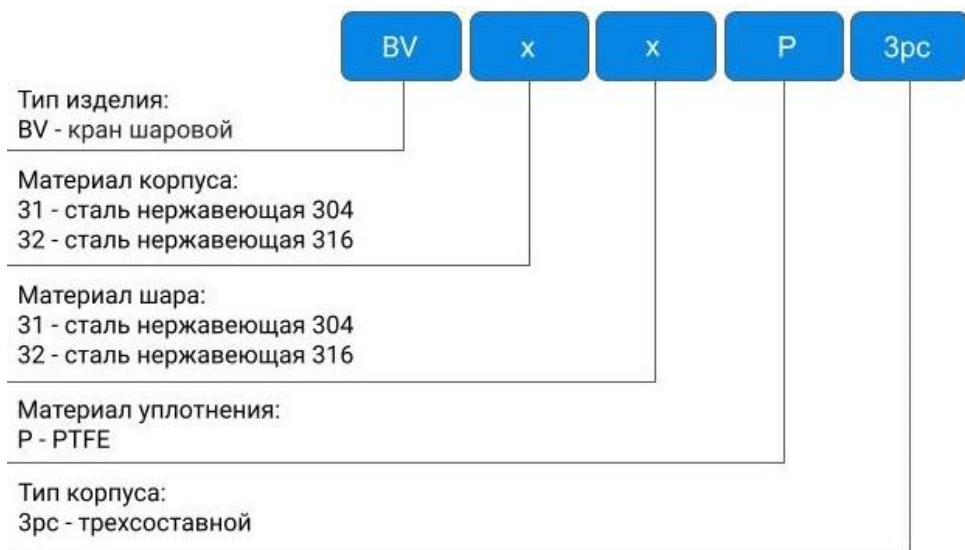 BV x x P 3pc
Тип изделия:
BV - кран шаровой
Материал корпуса:
31 - сталь нержавеющая 304
32 - сталь нержавеющая 316
Материал шара:
31 - сталь нержавеющая 304
32 - сталь нержавеющая 316
Материал уплотнения:
P - PTFE
Тип корпуса:
3pc - трехсоставной